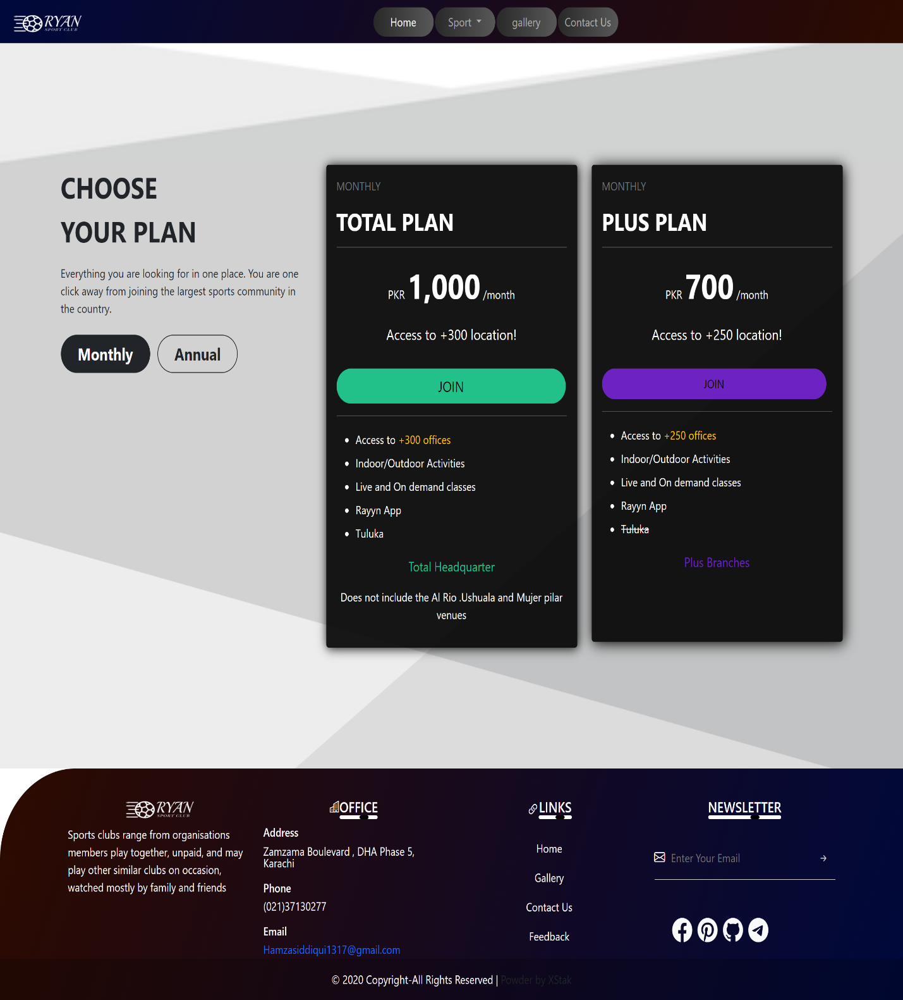 RYAN
SPORT CLUB
Home
Sport
gallery
Contact Us
CHOOSE
YOUR PLAN
Everything you are looking for in one place. You are one
click away from joining the largest sports community in
the country.
Monthly
Annual
MONTHLY
TOTAL PLAN
PKR 1,000 /month
Access to +300 location!
JOIN
Access to +300 offices
Indoor/Outdoor Activities
Live and On demand classes
Rayyn App
Tuluka
Total Headquarter
Does not include the Al Rio .Ushuala and Mujer pilar
venues
MONTHLY
PLUS PLAN
PKR 700 /month
Access to +250 location!
JOIN
Access to +250 offices
Indoor/Outdoor Activities
Live and On demand classes
Rayyn App
Tuluka
Plus Branches
RYAN
SPORT CLUB
Sports clubs range from organisations
members play together, unpaid, and may
play other similar clubs on occasion,
watched mostly by family and friends
OFFICE
Address
Zamzama Boulevard , DHA Phase 5,
Karachi
Phone
(021)37130277
Email
Hamzasiddiqui1317@gmail.com
LINKS
Home
Gallery
Contact Us
Feedback
NEWSLETTER
Enter Your Email
© 2020 Copyright-All Rights Reserved | Powder by XStak